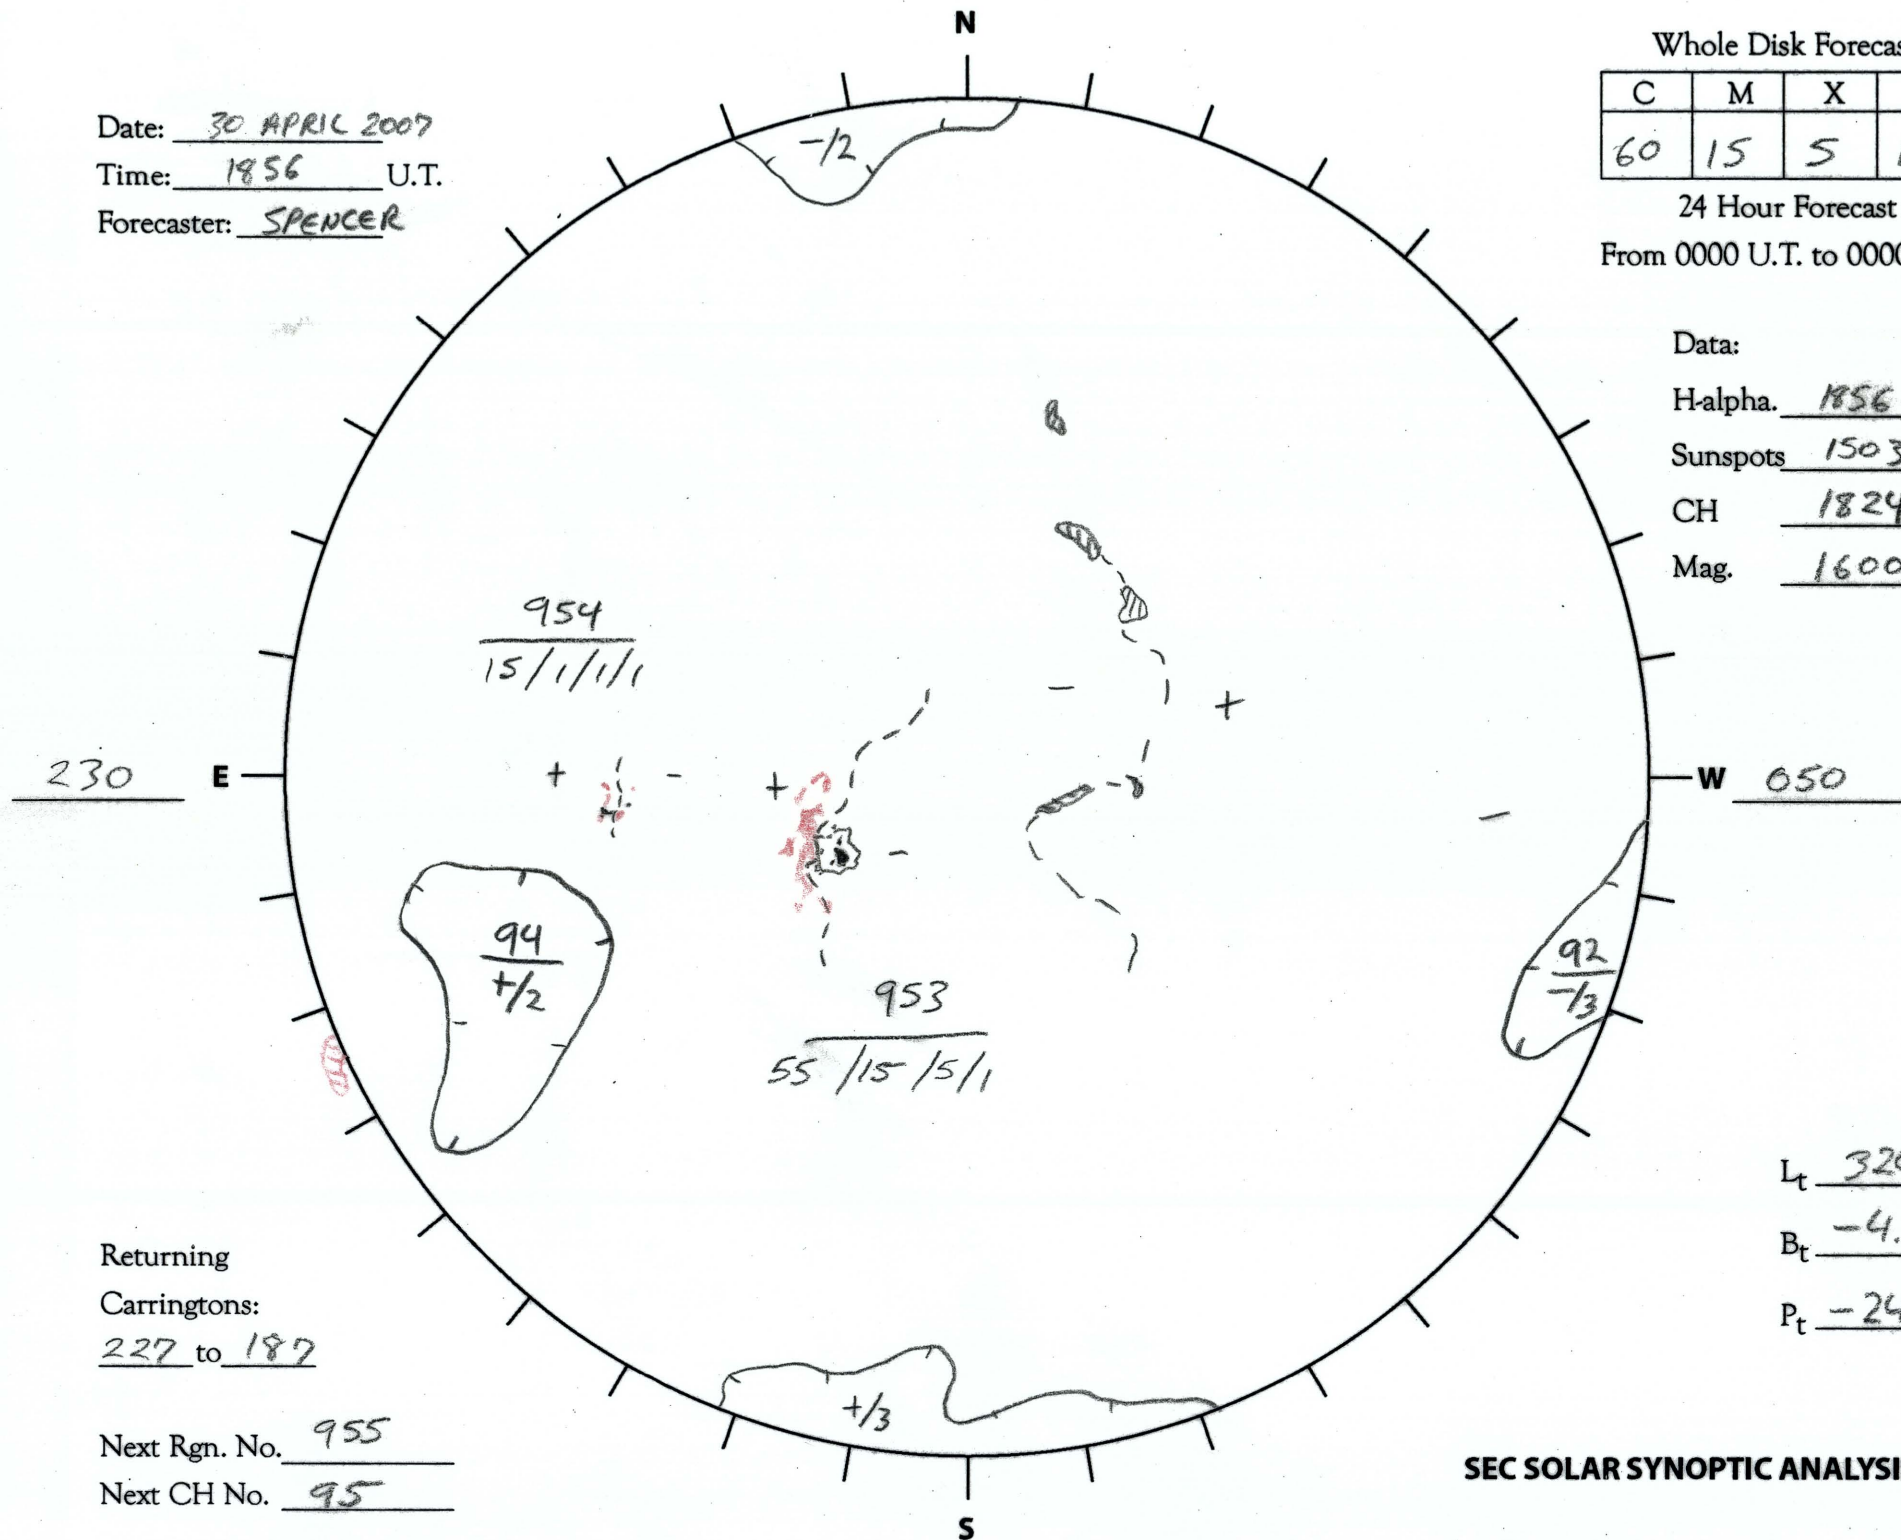 N
Whole Disk Forecas
C M X
60 15 5
24 Hour Forecast
From 0000 U.T. to 0000
Date: 30 APRIL 2007
Time: 1856 U.T.
Forecaster: SPENCER
-/2
Data:
H-alpha. 1856
Sunspots 1503
CH 1824
Mag. 1600
954
15/1/1/1
- +
230 E + - + W 050
- -
94
+/2
92
-/3
953
55/15/5/1
Lt 32
Bt -4.
Pt -24
Returning
Carringtons:
227 to 187
+/3
Next Rgn. No. 955
Next CH No. 95
SEC SOLAR SYNOPTIC ANALYSI
S